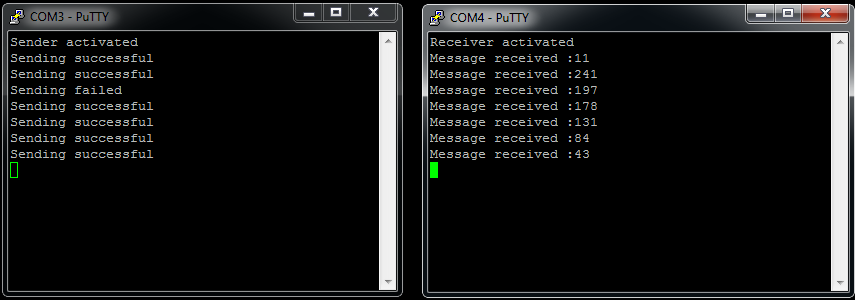 COM3 - PuTTY
Sender activated
Sending successful
Sending successful
Sending failed
Sending successful
Sending successful
Sending successful
Sending successful
COM4 - PuTTY
Receiver activated
Message received :11
Message received :241
Message received :197
Message received :178
Message received :131
Message received :84
Message received :43